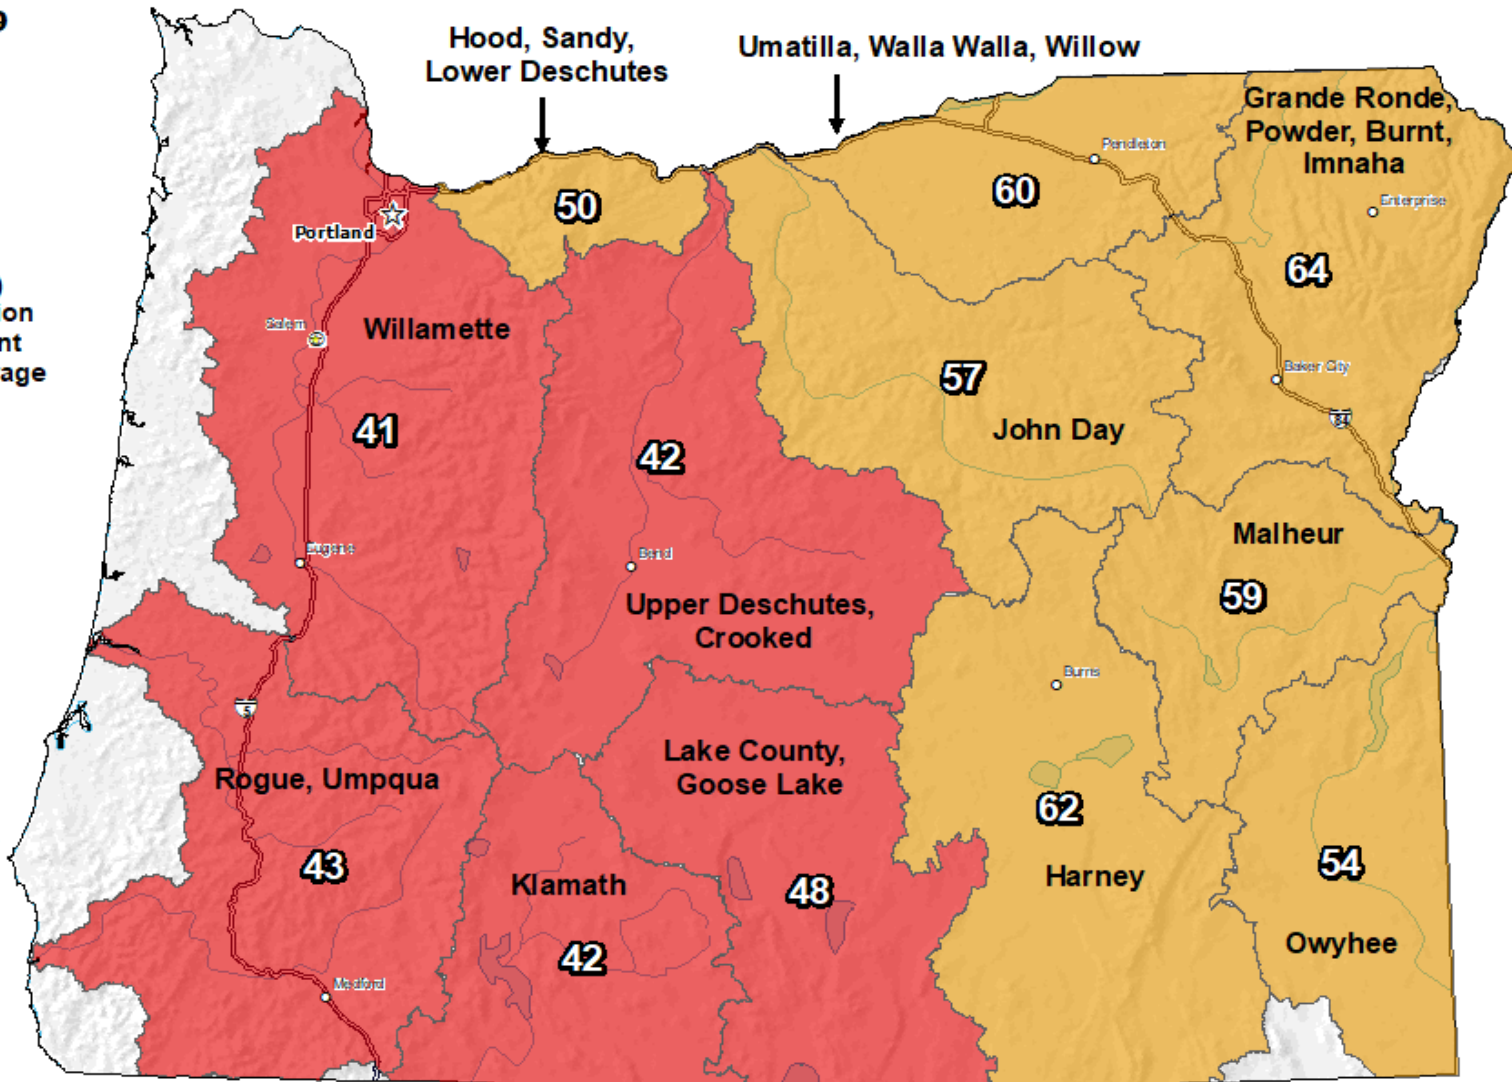 Hood, Sandy,
Lower Deschutes
Umatilla, Walla Walla, Willow
Grande Ronde,
Powder, Burnt,
Imnaha
Pendleton
50
60
Enterprise
Portland
64
Salem
Willamette
Baker City
57
84
41
John Day
42
Malheur
Eugene
Bend
59
Upper Deschutes,
Crooked
Burns
5
Lake County,
Goose Lake
Rogue, Umpqua
62
43
Klamath
48
Harney
54
42
Owyhee
Medford